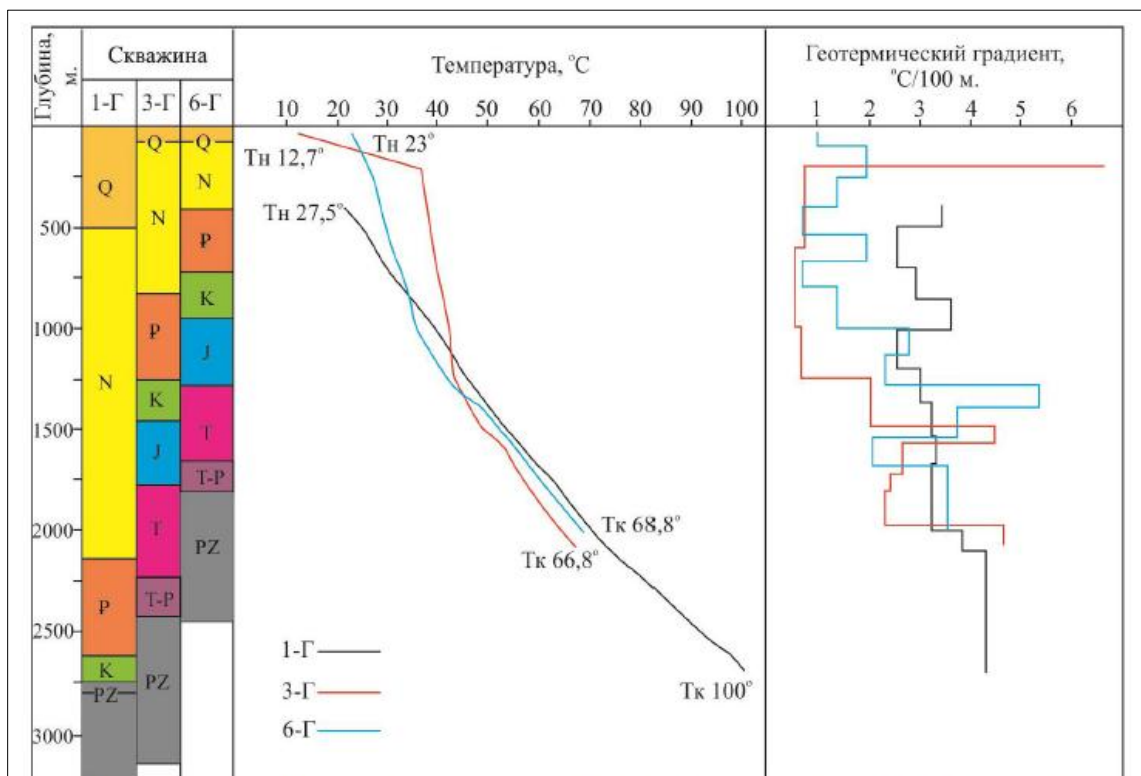 Глубина, м.
Скважина
1-Г 3-Г 6-Г
Температура, °C
10 20 30 40 50 60 70 80 90 100
Геотермический градиент,
°C/100 м.
1 2 3 4 5 6
500
1000
1500
2000
2500
3000
Q
N
₽
K
PZ
Q
N
₽
K
J
T
T-P
PZ
Q
N
₽
K
J
T
T-P
PZ
Тн 12,7°
Тн 23°
Тн 27,5°
Тк 68,8°
Тк 66,8°
Тк 100°
1-Г
3-Г
6-Г